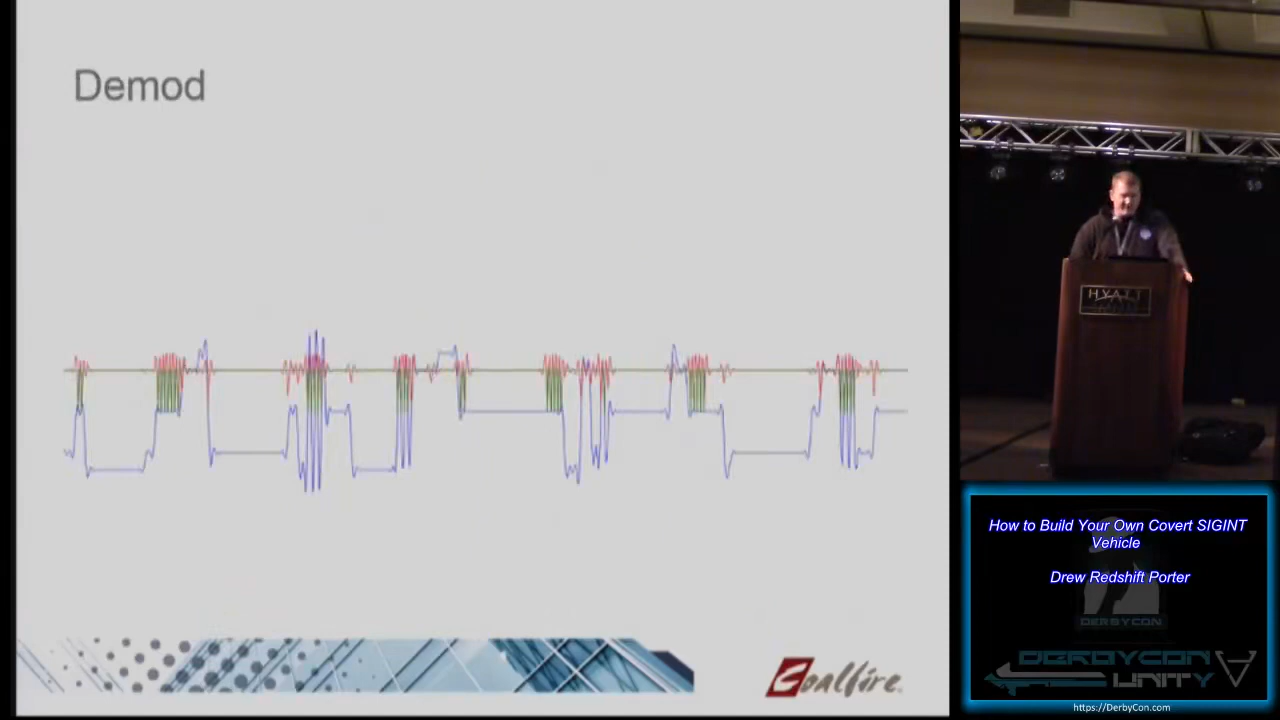 Demod
Coalfire
HYATT
How to Build Your Own Covert SIGINT
Vehicle
Drew Redshift Porter
DERBYCON
DERBYCON
UNITY
https://DerbyCon.com